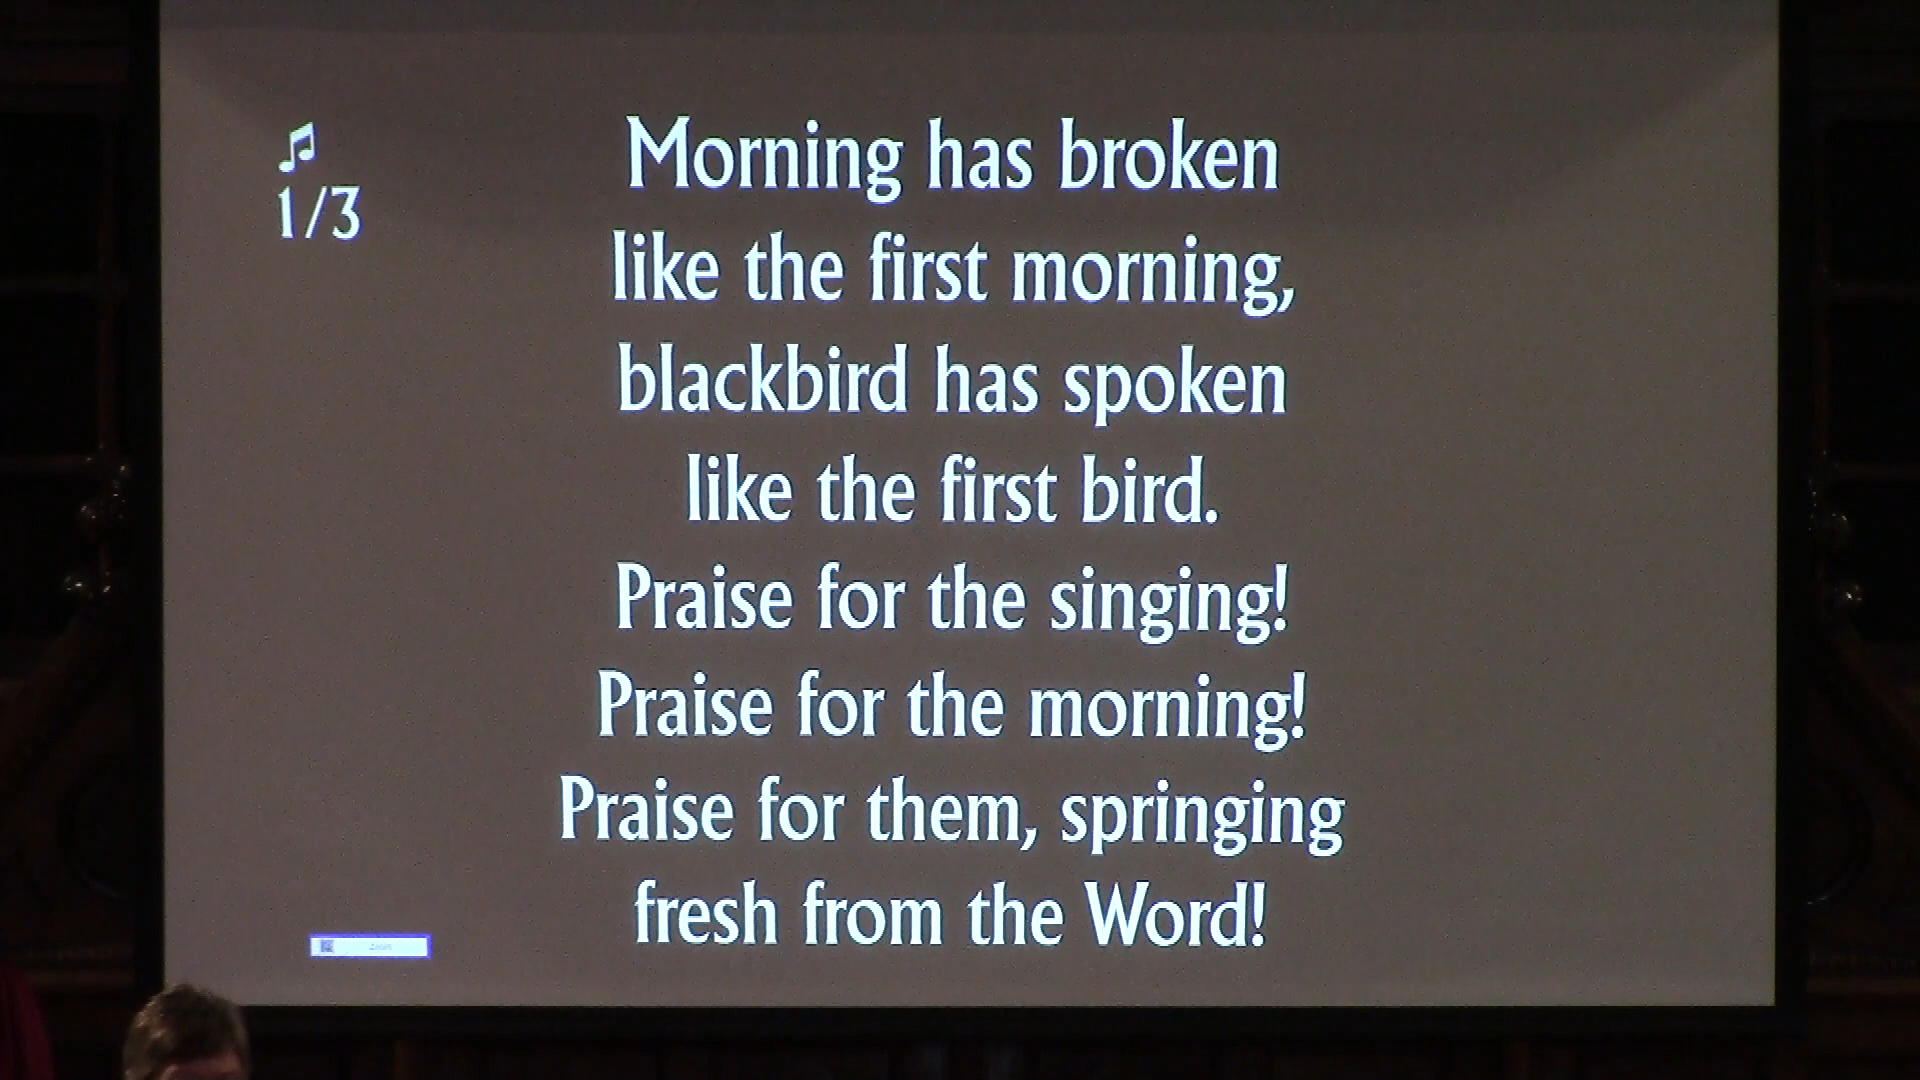 ♫
1/3
Morning has broken
like the first morning,
blackbird has spoken
like the first bird.
Praise for the singing!
Praise for the morning!
Praise for them, springing
fresh from the Word!